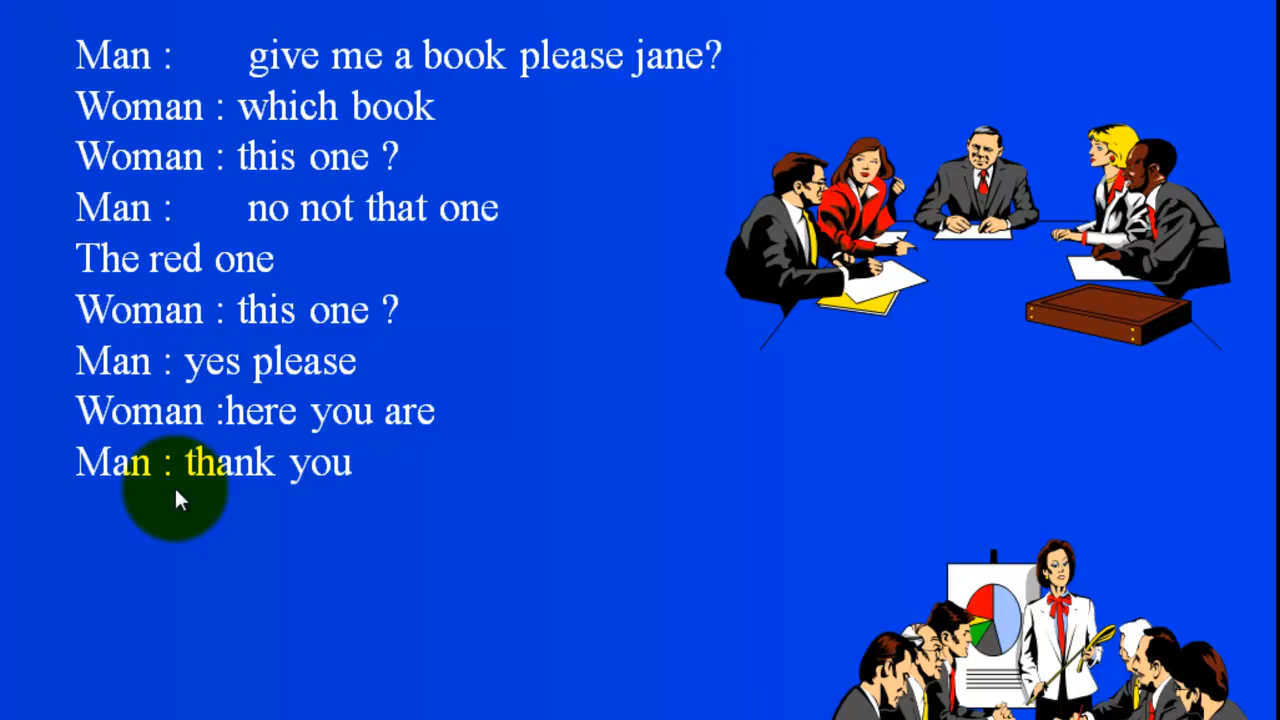 Man : give me a book please jane?
Woman : which book
Woman : this one ?
Man : no not that one
The red one
Woman : this one ?
Man : yes please
Woman :here you are
Man : thank you